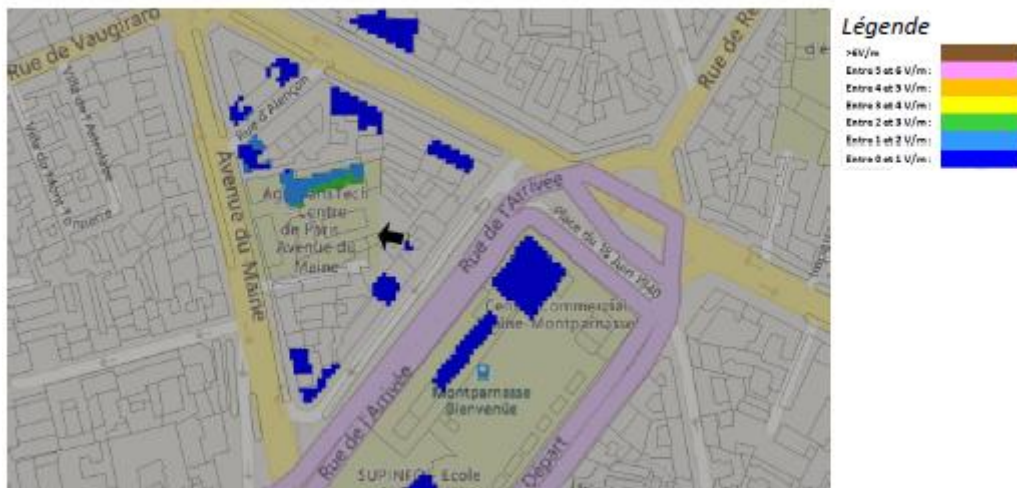 Rue de Vaugirard
Rue d'Alençon
Avenue du Maine
Centre
de Paris
Avenue du
Maine
Rue de l'Arrivée
Rue de l'Arrivée
Place du 18 Juin 1940
Commercial
Montparnasse
Montparnasse
Bienvenüe
Départ
SUPINFO - Ecole
Rue de Re
Légende
>6V/m
Entre 5 et 6 V/m :
Entre 4 et 5 V/m :
Entre 3 et 4 V/m :
Entre 2 et 3 V/m :
Entre 1 et 2 V/m :
Entre 0 et 1 V/m :